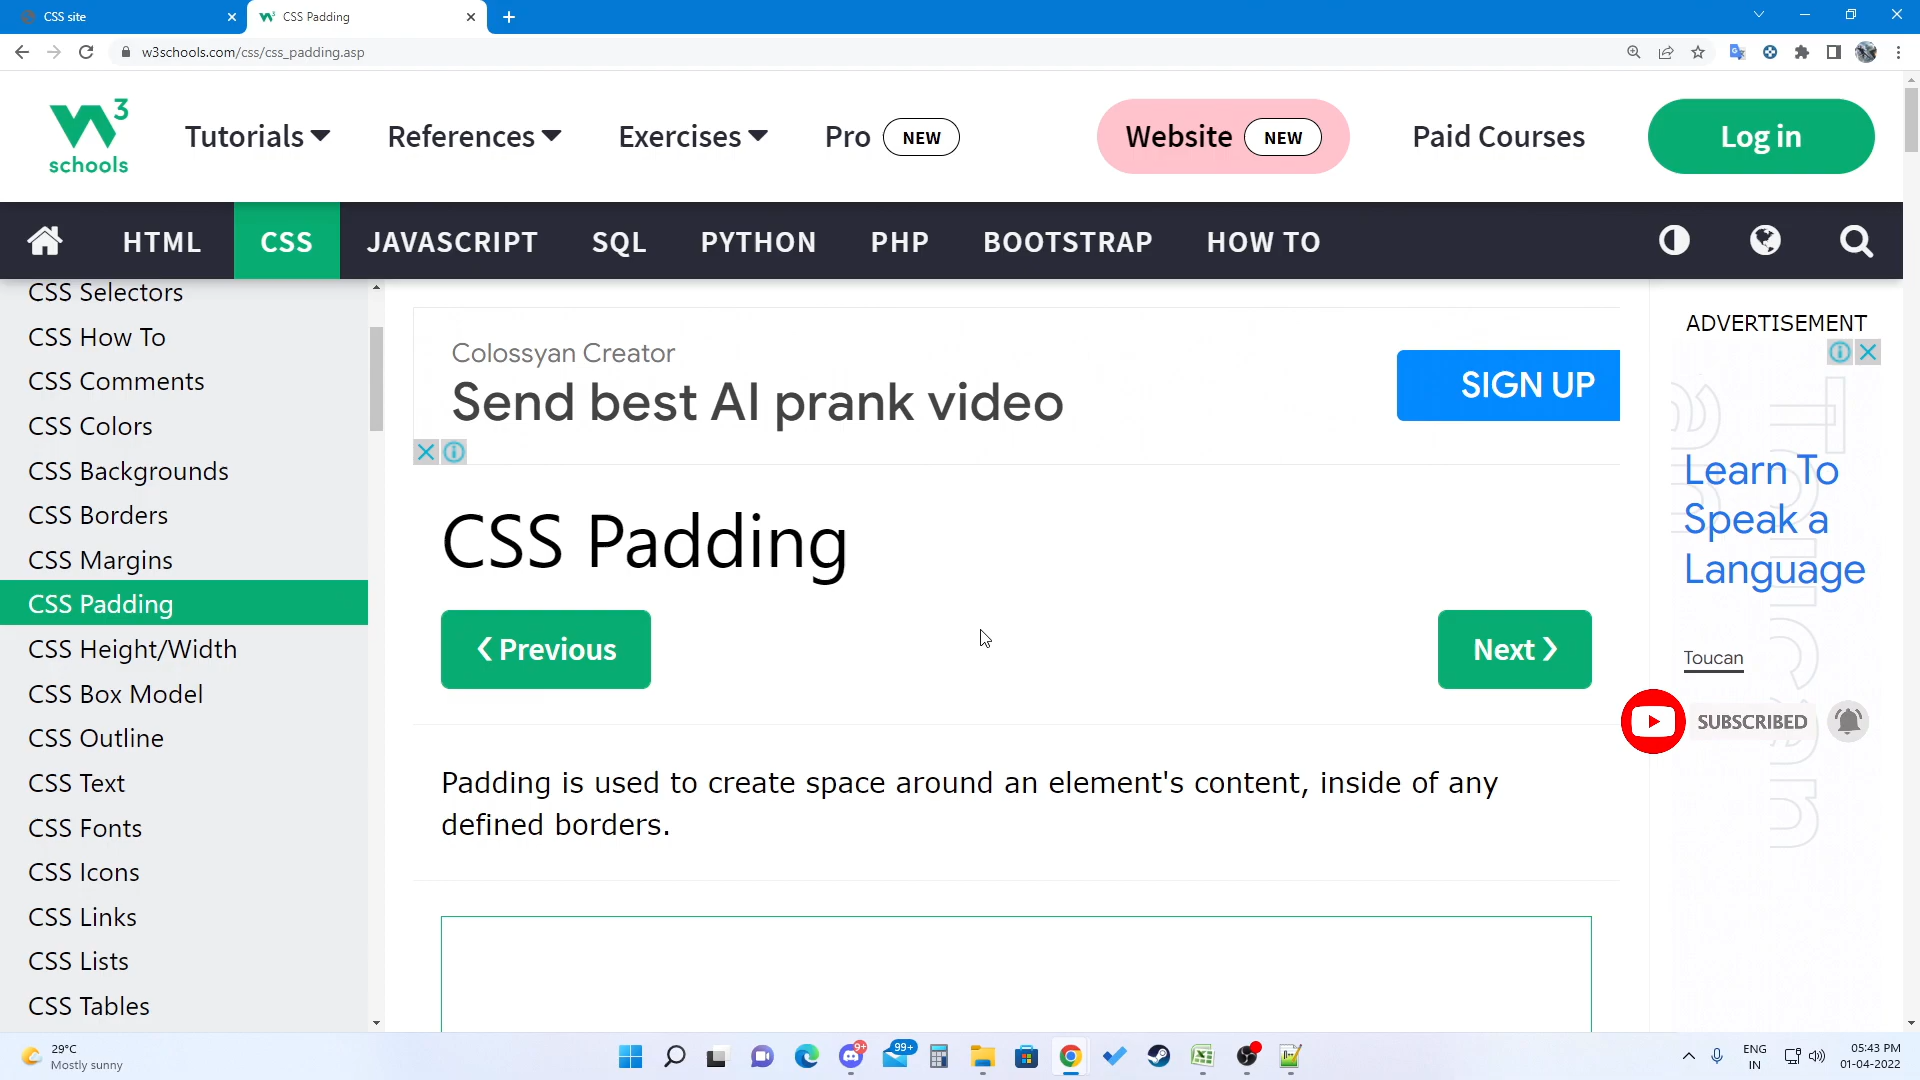 CSS site
CSS Padding
w3schools.com/css/css_padding.asp
3
schools
Tutorials
References
Exercises
Pro NEW
Website NEW
Paid Courses
Log in
HTML
CSS
JAVASCRIPT
SQL
PYTHON
PHP
BOOTSTRAP
HOW TO
CSS Selectors
CSS How To
CSS Comments
CSS Colors
CSS Backgrounds
CSS Borders
CSS Margins
CSS Padding
CSS Height/Width
CSS Box Model
CSS Outline
CSS Text
CSS Fonts
CSS Icons
CSS Links
CSS Lists
CSS Tables
Colossyan Creator
Send best AI prank video
SIGN UP
CSS Padding
❮ Previous
Next ❯
Padding is used to create space around an element's content, inside of any
defined borders.
ADVERTISEMENT
Learn To
Speak a
Language
Toucan
SUBSCRIBED
29°C
Mostly sunny
9+
99+
ENG
IN
05:43 PM
01-04-2022